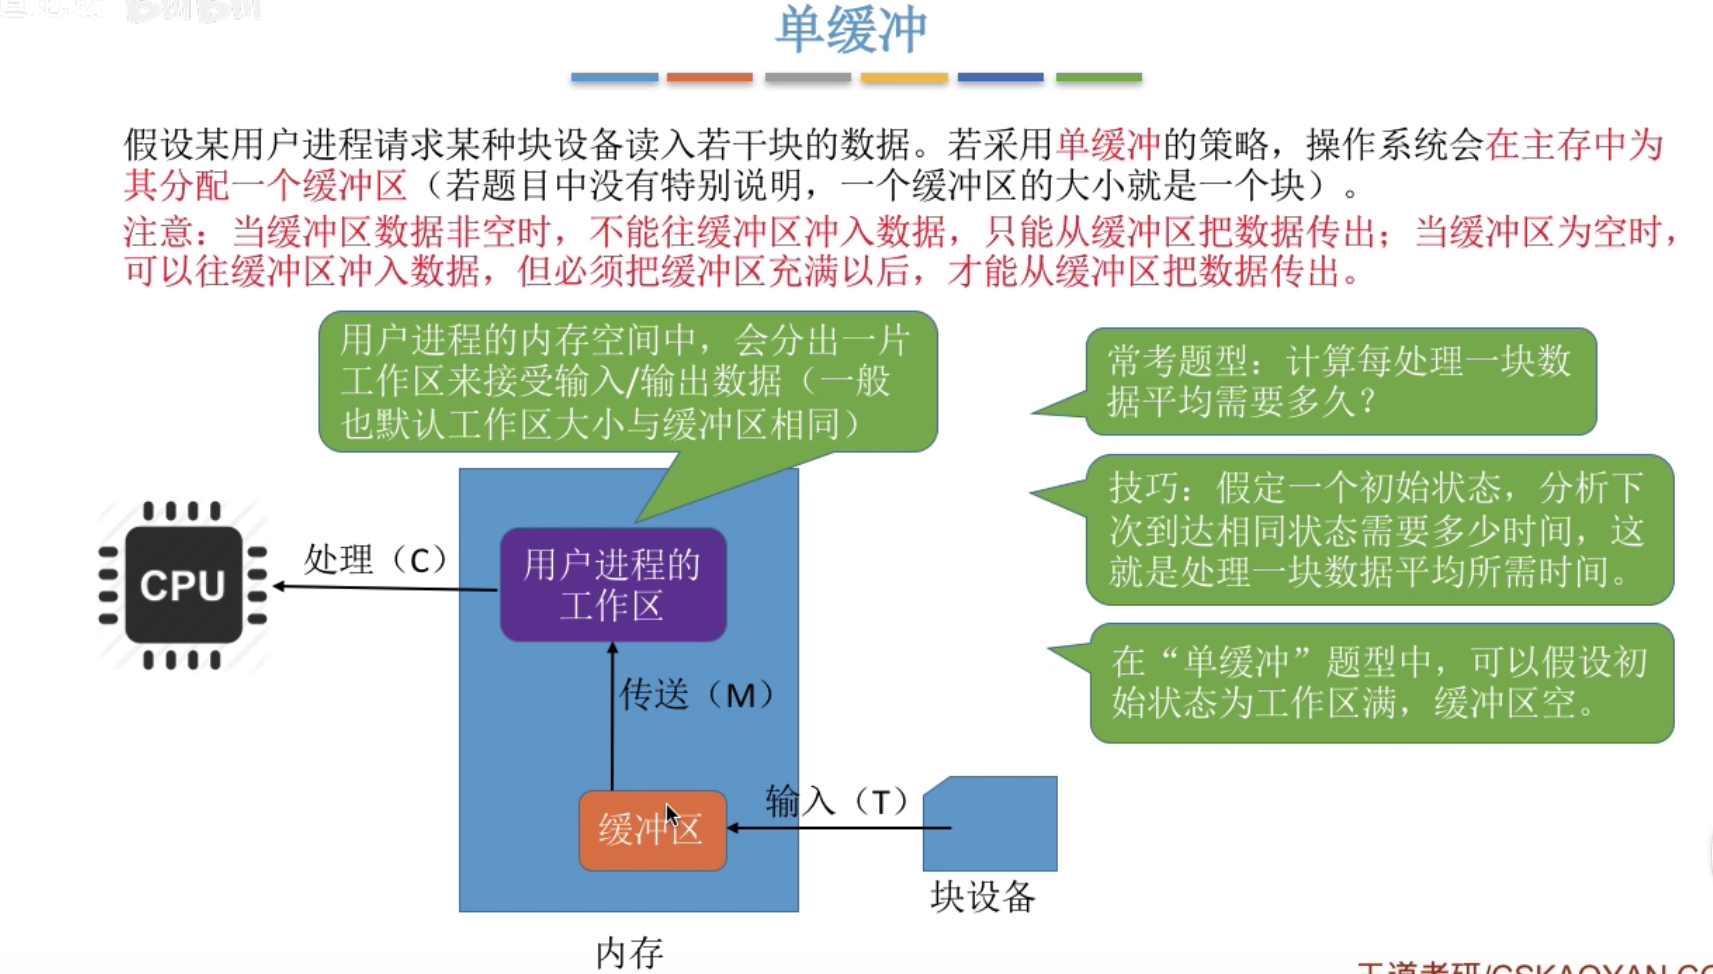 单缓冲
假设某用户进程请求某种块设备读入若干块的数据。若采用单缓冲的策略，操作系统会在主存中为
其分配一个缓冲区（若题目中没有特别说明，一个缓冲区的大小就是一个块）。
注意：当缓冲区数据非空时，不能往缓冲区冲入数据，只能从缓冲区把数据传出；当缓冲区为空时，
可以往缓冲区冲入数据，但必须把缓冲区充满以后，才能从缓冲区把数据传出。
用户进程的内存空间中，会分出一片
工作区来接受输入/输出数据（一般
也默认工作区大小与缓冲区相同）
常考题型：计算每处理一块数
据平均需要多久？
技巧：假定一个初始状态，分析下
次到达相同状态需要多少时间，这
就是处理一块数据平均所需时间。
在“单缓冲”题型中，可以假设初
始状态为工作区满，缓冲区空。
CPU
处理（C）
用户进程的
工作区
传送（M）
缓冲区
输入（T）
块设备
内存
王道考研/CSKAOYAN.CO